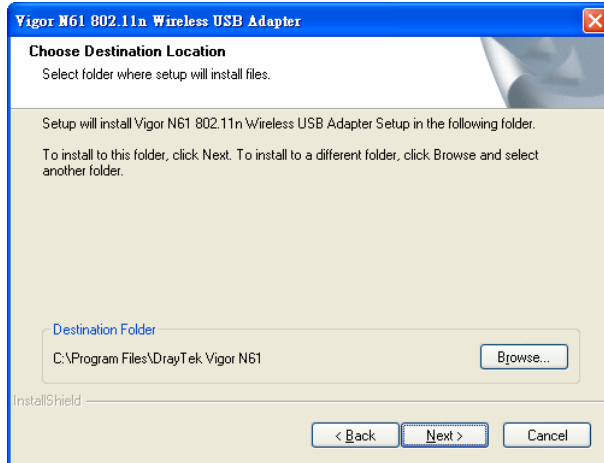 Vigor N61 802.11n Wireless USB Adapter
Choose Destination Location
Select folder where setup will install files.
Setup will install Vigor N61 802.11n Wireless USB Adapter Setup in the following folder.
To install to this folder, click Next. To install to a different folder, click Browse and select
another folder.
Destination Folder
C:\Program Files\DrayTek Vigor N61
Browse...
InstallShield
< Back
Next >
Cancel